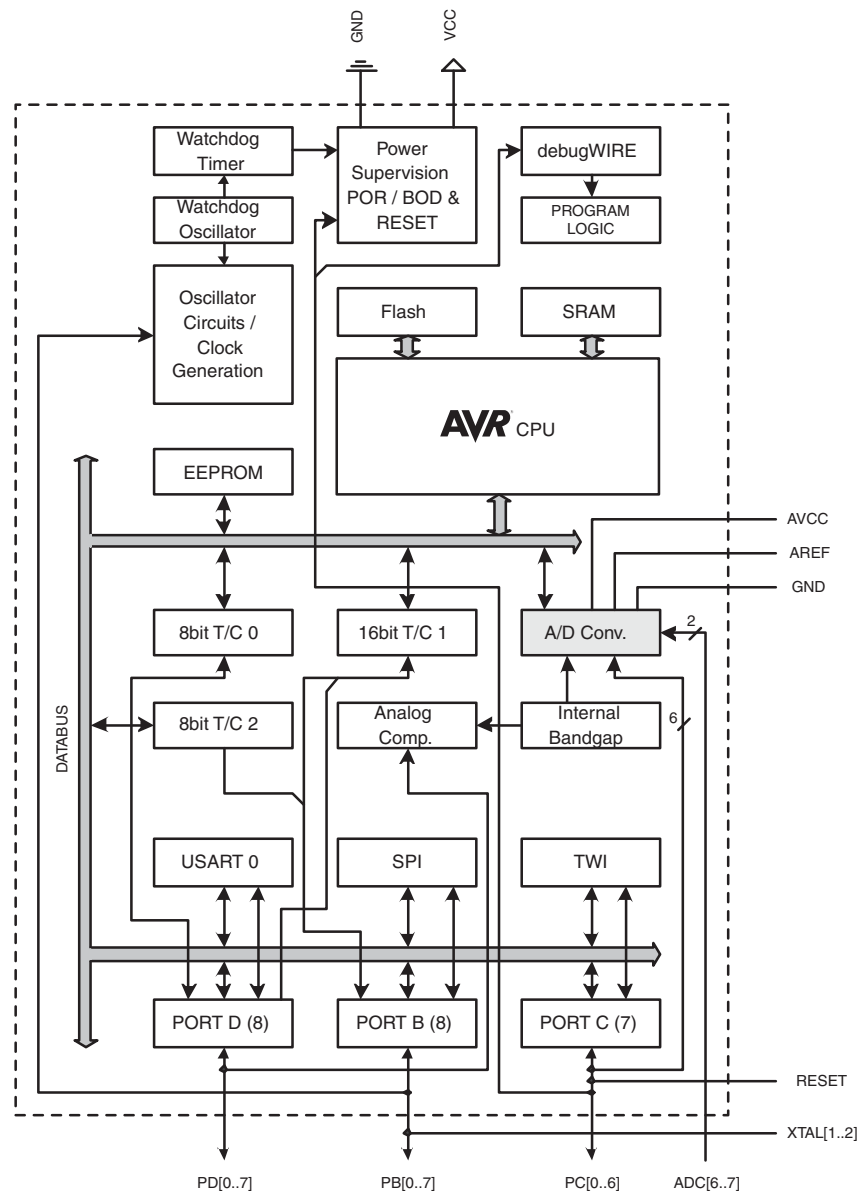 GND
VCC
Watchdog
Timer
Power
Supervision
POR / BOD &
RESET
debugWIRE
Watchdog
Oscillator
PROGRAM
LOGIC
Oscillator
Circuits /
Clock
Generation
Flash
SRAM
AVR CPU
EEPROM
AVCC
AREF
GND
8bit T/C 0
16bit T/C 1
A/D Conv.
2
DATABUS
8bit T/C 2
Analog
Comp.
Internal
Bandgap
6
USART 0
SPI
TWI
PORT D (8)
PORT B (8)
PORT C (7)
RESET
XTAL[1..2]
PD[0..7]
PB[0..7]
PC[0..6]
ADC[6..7]